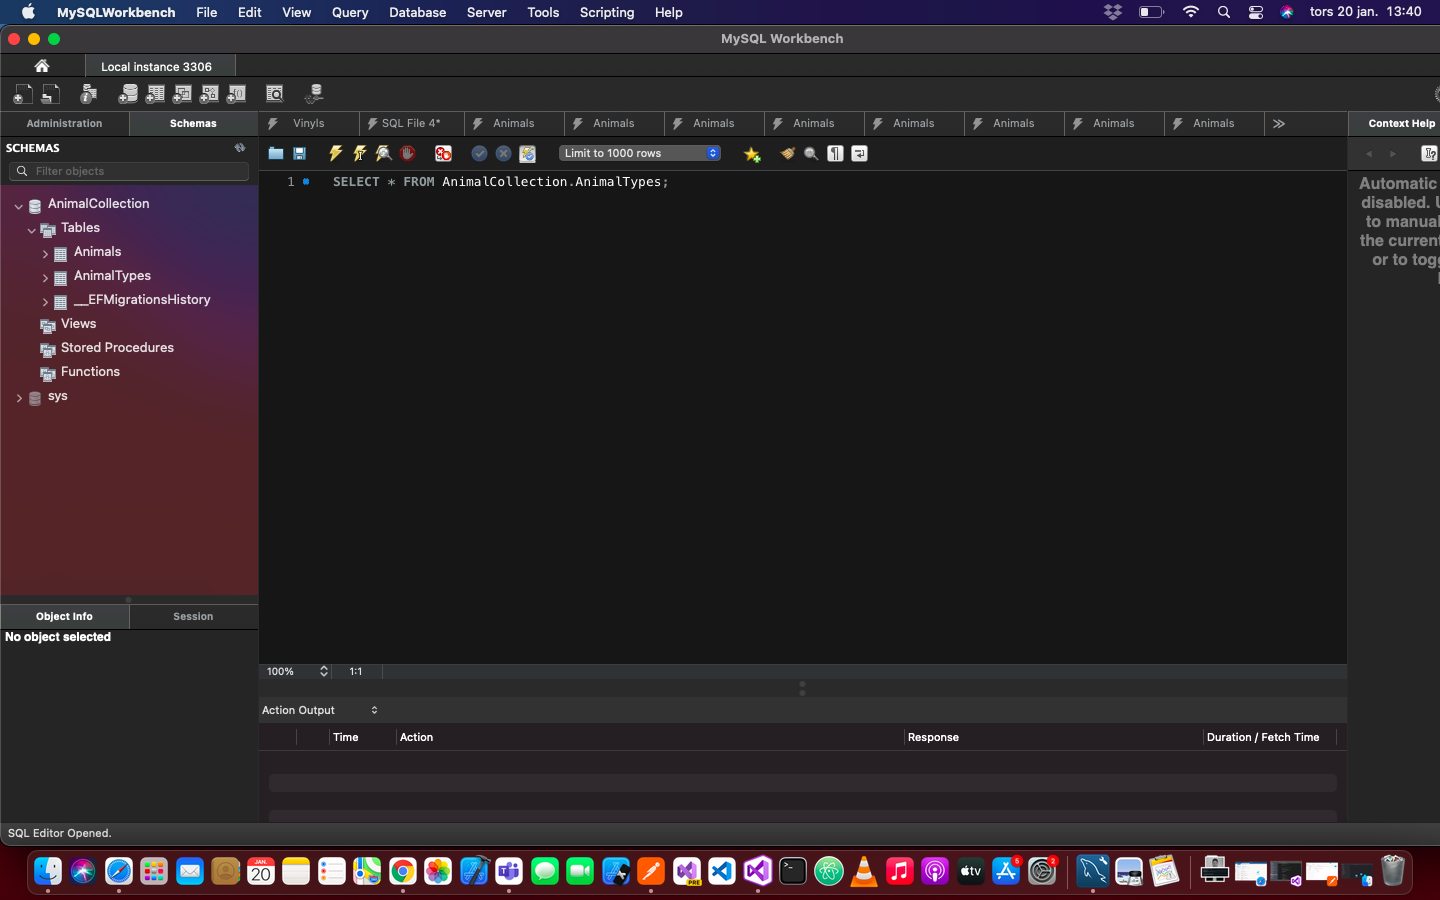 MySQLWorkbench File Edit View Query Database Server Tools Scripting Help tors 20 jan. 13:40
MySQL Workbench
Local instance 3306
Administration Schemas Vinyls SQL File 4* Animals Animals Animals Animals Animals Animals Animals Animals Context Help
SCHEMAS
Limit to 1000 rows
Filter objects
1 SELECT * FROM AnimalCollection.AnimalTypes;
Automatic
disabled. U
to manual
the current
or to togg
AnimalCollection
Tables
Animals
AnimalTypes
__EFMigrationsHistory
Views
Stored Procedures
Functions
sys
Object Info Session
No object selected
100% 1:1
Action Output
Time Action Response Duration / Fetch Time
SQL Editor Opened.
JAN.
20
PRE
tv
5
2